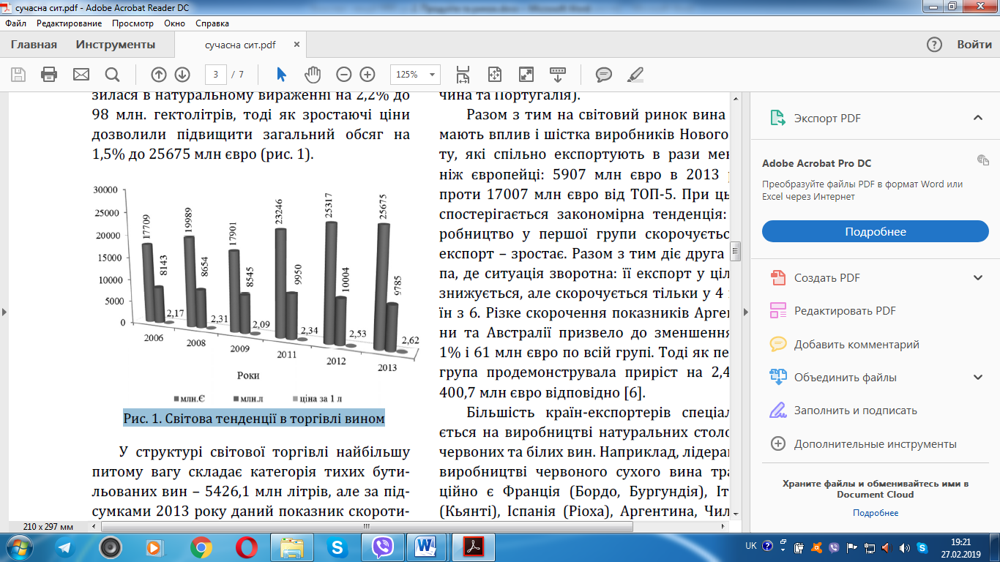 сучасна сит.pdf - Adobe Acrobat Reader DC
Файл Редактирование Просмотр Окно Справка
Главная Инструменты сучасна сит.pdf × Войти
3 / 7 125%
зилася в натуральному вираженні на 2,2% до
98 млн. гектолітрів, тоді як зростаючі ціни
дозволили підвищити загальний обсяг на
1,5% до 25675 млн євро (рис. 1).
30000
25000
20000
15000
10000
5000
0
17709 8143 2,17
19989 8654 2,31
17901 8545 2,09
23246 9950 2,34
25317 10004 2,53
25675 9785 2,62
2006 2008 2009 2011 2012 2013
Роки
млн.Є млн.л ціна за 1 л
Рис. 1. Світова тенденції в торгівлі вином
У структурі світової торгівлі найбільшу
питому вагу складає категорія тихих бути-
льованих вин – 5426,1 млн літрів, але за під-
сумками 2013 року даний показник скороти-
чина та Португалія).
Разом з тим на світовий ринок вина
мають вплив і шістка виробників Нового
ту, які спільно експортують в рази мен
ніж європейці: 5907 млн євро в 2013
проти 17007 млн євро від ТОП-5. При ць
спостерігається закономірна тенденція:
робництво у першої групи скорочуєтьс
експорт – зростає. Разом з тим діє друга
па, де ситуація зворотна: її експорт у ціл
знижується, але скорочується тільки у 4
їн з 6. Різке скорочення показників Арген
ни та Австралії призвело до зменшення
1% і 61 млн євро по всій групі. Тоді як пе
група продемонструвала приріст на 2,4
400,7 млн євро відповідно [6].
Більшість країн-експортерів спеціал
ється на виробництві натуральних столо
червоних та білих вин. Наприклад, лідера
виробництві червоного сухого вина тра
ційно є Франція (Бордо, Бургундія), Іт
(Кьянті), Іспанія (Ріоха), Аргентина, Чил
210 x 297 мм
Экспорт PDF
Adobe Acrobat Pro DC
Преобразуйте файлы PDF в формат Word или
Excel через Интернет
Подробнее
Создать PDF
Редактировать PDF
Добавить комментарий
Объединить файлы
Заполнить и подписать
Дополнительные инструменты
Храните файлы и обменивайтесь ими в
Document Cloud
Подробнее
UK 19:21
27.02.2019